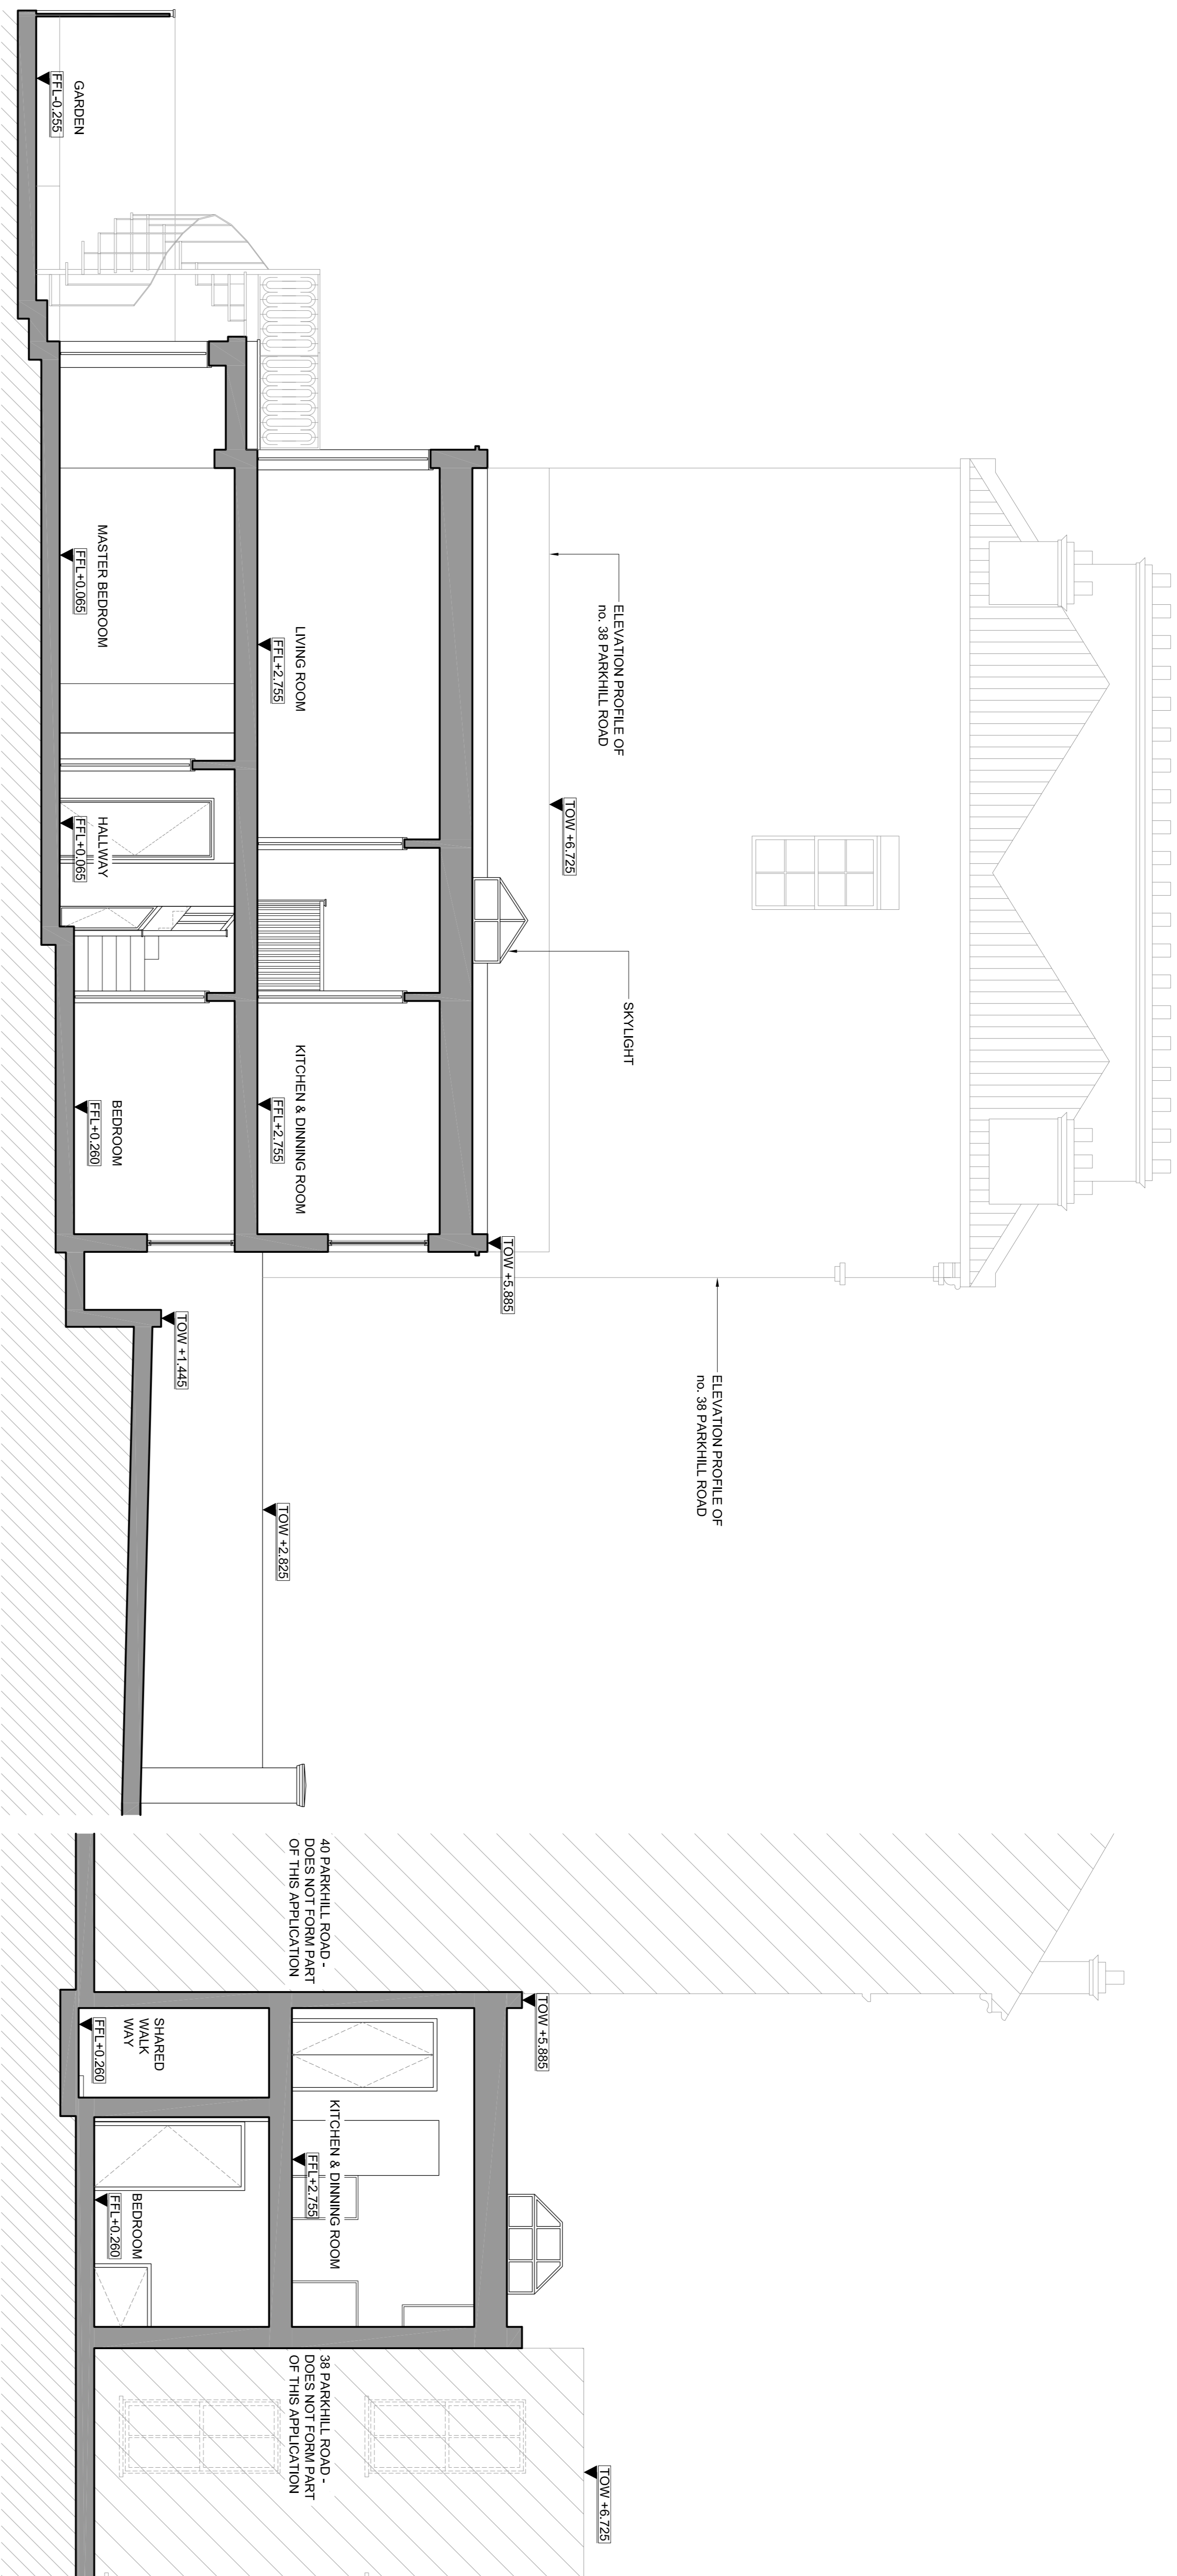 ELEVATION PROFILE OF
no. 38 PARKHILL ROAD
SKYLIGHT
ELEVATION PROFILE OF
no. 38 PARKHILL ROAD
TOW +6.725
TOW +5.885
LIVING ROOM
FFL+2.755
KITCHEN & DINNING ROOM
FFL+2.755
TOW +2.825
GARDEN
FFL-0.255
MASTER BEDROOM
FFL+0.065
HALLWAY
FFL+0.065
BEDROOM
FFL+0.260
TOW +1.445
TOW +6.725
TOW +5.885
40 PARKHILL ROAD -
DOES NOT FORM PART
OF THIS APPLICATION
KITCHEN & DINNING ROOM
FFL+2.755
38 PARKHILL ROAD -
DOES NOT FORM PART
OF THIS APPLICATION
SHARED
WALK
WAY
FFL+0.260
BEDROOM
FFL+0.260